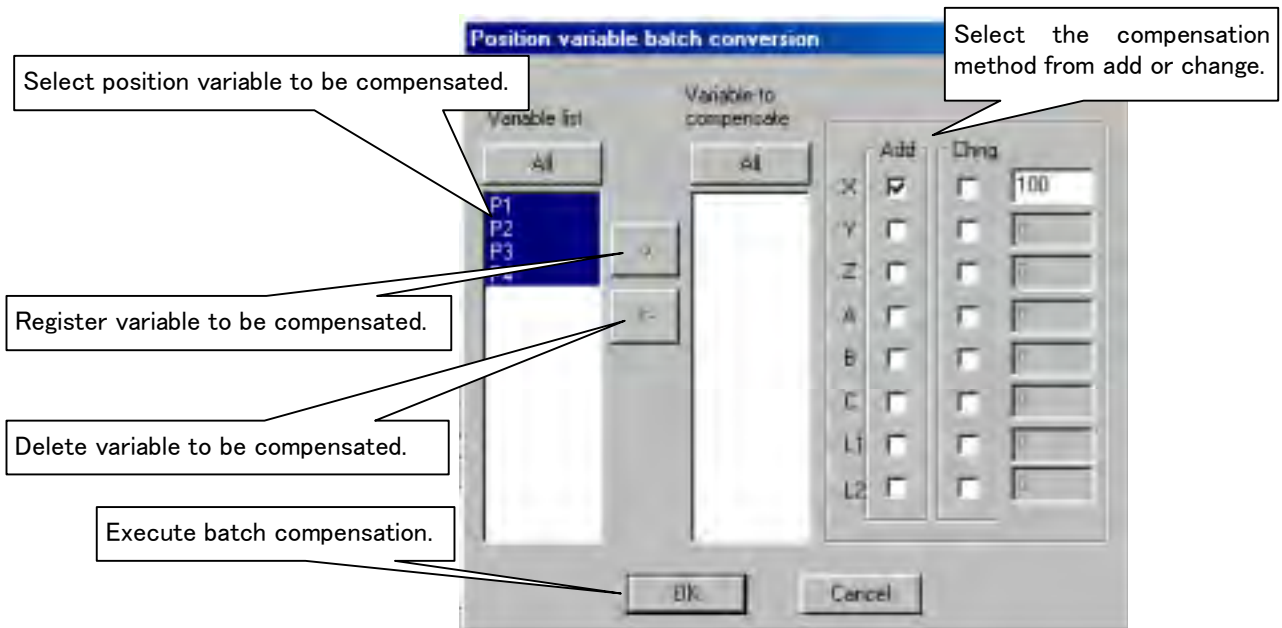 Position variable batch conversion
Select the compensation
method from add or change.
Select position variable to be compensated.
Variable to
compensate
Variable list
All
All
Add
Chng
X
100
P1
P2
P3
P4
Y
Z
A
B
C
L1
L2
Register variable to be compensated.
Delete variable to be compensated.
Execute batch compensation.
OK
Cancel